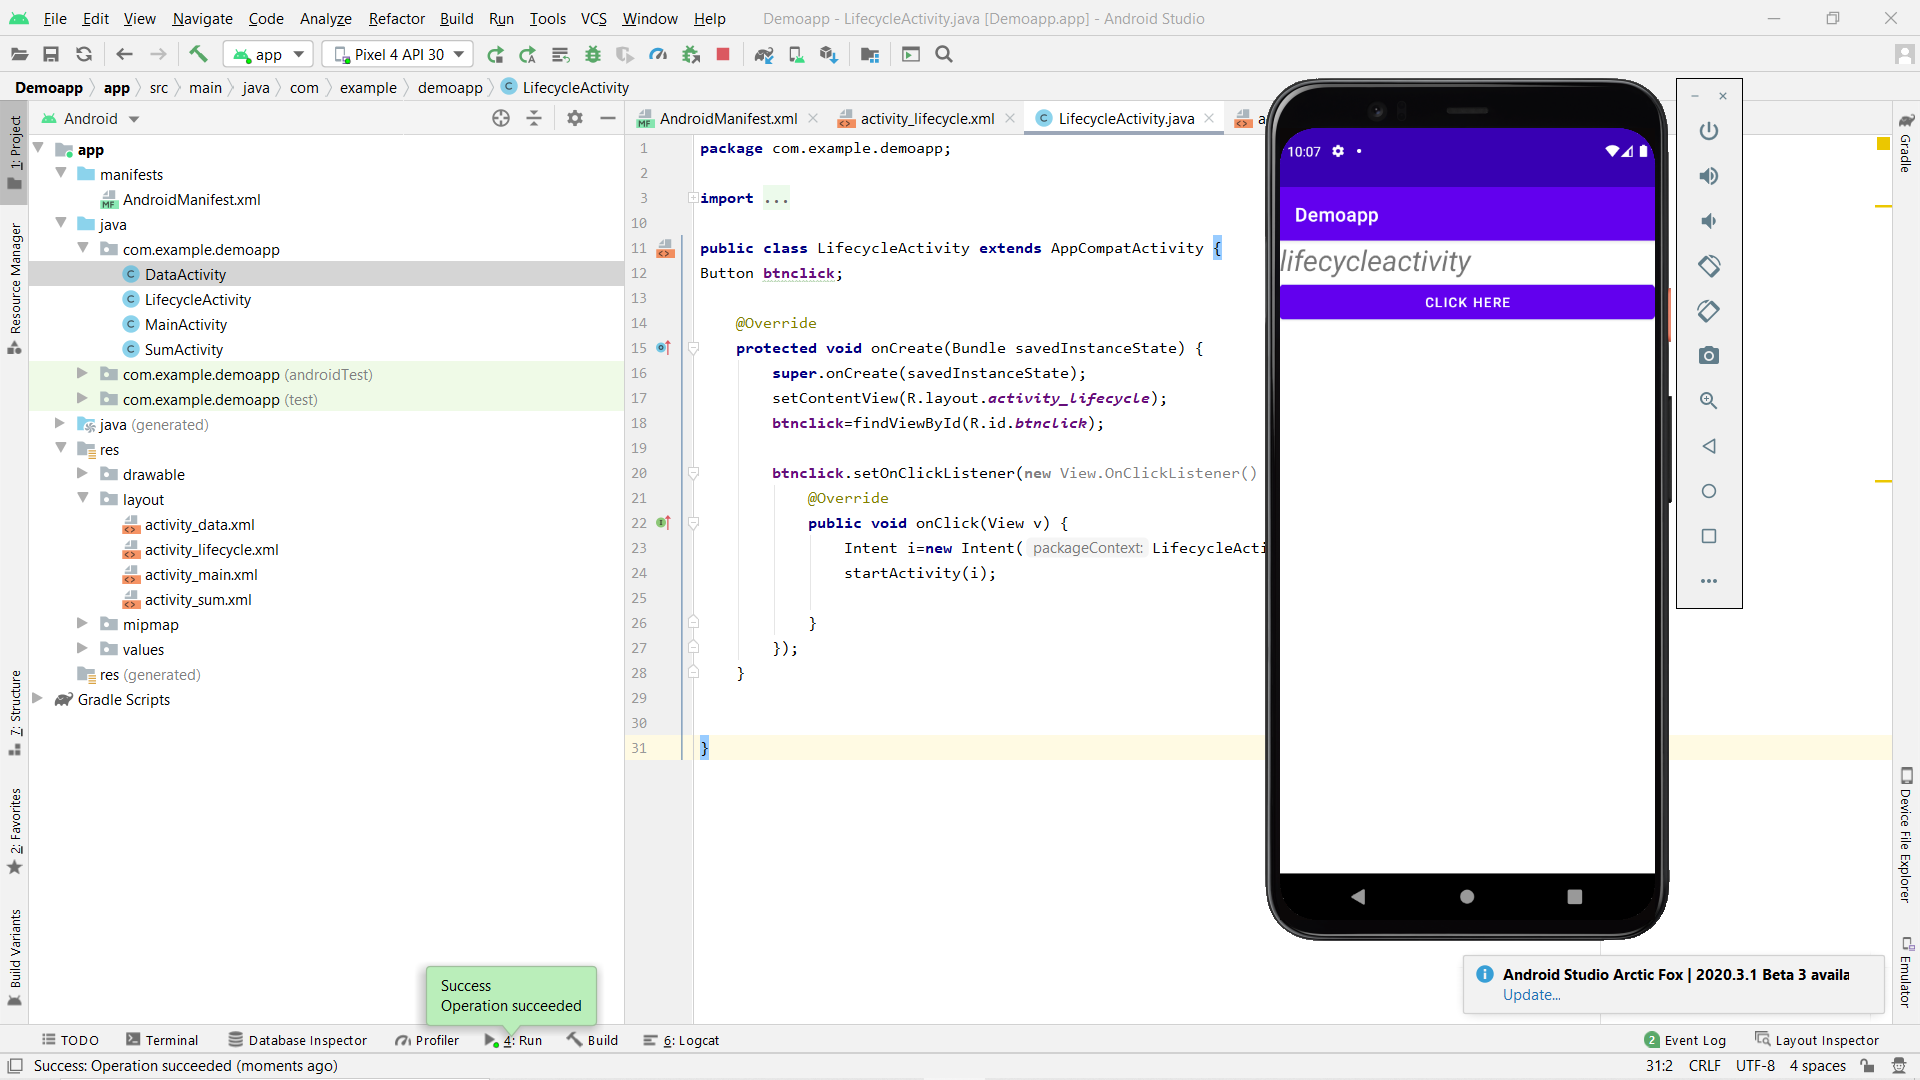 File Edit View Navigate Code Analyze Refactor Build Run Tools VCS Window Help Demoapp - LifecycleActivity.java [Demoapp.app] - Android Studio
app Pixel 4 API 30
Demoapp app src main java com example demoapp LifecycleActivity
Android
AndroidManifest.xml activity_lifecycle.xml LifecycleActivity.java a
1: Project
Resource Manager
7: Structure
2: Favorites
Build Variants
app
manifests
AndroidManifest.xml
java
com.example.demoapp
DataActivity
LifecycleActivity
MainActivity
SumActivity
com.example.demoapp (androidTest)
com.example.demoapp (test)
java (generated)
res
drawable
layout
activity_data.xml
activity_lifecycle.xml
activity_main.xml
activity_sum.xml
mipmap
values
res (generated)
Gradle Scripts
1 package com.example.demoapp;
2
3 import ...
10
11 public class LifecycleActivity extends AppCompatActivity {
12 Button btnclick;
13
14 @Override
15 protected void onCreate(Bundle savedInstanceState) {
16 super.onCreate(savedInstanceState);
17 setContentView(R.layout.activity_lifecycle);
18 btnclick=findViewById(R.id.btnclick);
19
20 btnclick.setOnClickListener(new View.OnClickListener()
21 @Override
22 public void onClick(View v) {
23 Intent i=new Intent( packageContext: LifecycleActi
24 startActivity(i);
25
26 }
27 });
28 }
29
30
31 }
10:07
Demoapp
lifecycleactivity
CLICK HERE
Gradle
Device File Explorer
Emulator
Success
Operation succeeded
Android Studio Arctic Fox | 2020.3.1 Beta 3 availa
Update...
TODO Terminal Database Inspector Profiler 4: Run Build 6: Logcat 2 Event Log Layout Inspector
Success: Operation succeeded (moments ago) 31:2 CRLF UTF-8 4 spaces